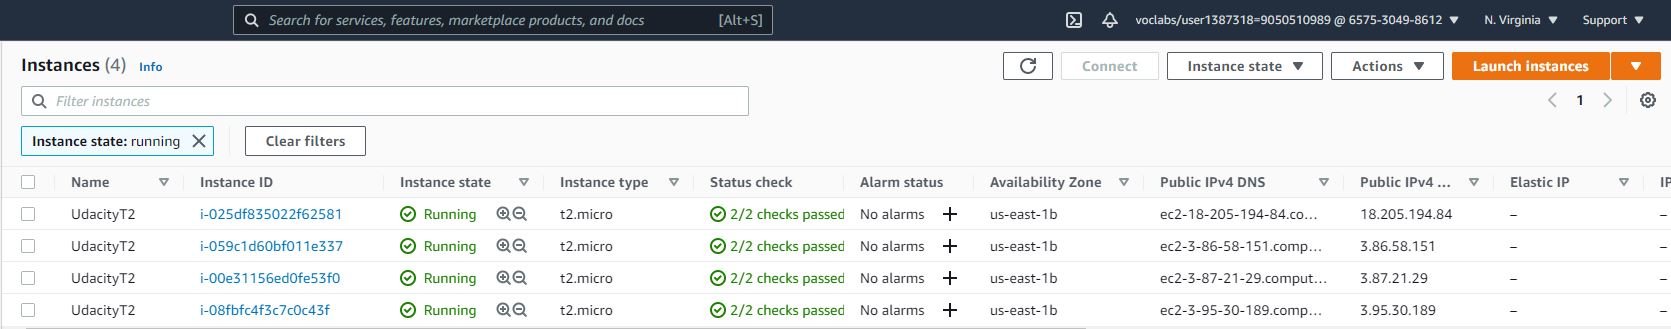 Search for services, features, marketplace products, and docs [Alt+S] voclabs/user1387318=9050510989 @ 6575-3049-8612 N. Virginia Support
Instances (4) Info Connect Instance state Actions Launch instances
Filter instances 1
Instance state: running Clear filters
Name Instance ID Instance state Instance type Status check Alarm status Availability Zone Public IPv4 DNS Public IPv4 ... Elastic IP IP
UdacityT2 i-025df835022f62581 Running t2.micro 2/2 checks passed No alarms us-east-1b ec2-18-205-194-84.co... 18.205.194.84 –
UdacityT2 i-059c1d60bf011e337 Running t2.micro 2/2 checks passed No alarms us-east-1b ec2-3-86-58-151.comp... 3.86.58.151 –
UdacityT2 i-00e31156ed0fe53f0 Running t2.micro 2/2 checks passed No alarms us-east-1b ec2-3-87-21-29.comput... 3.87.21.29 –
UdacityT2 i-08fbfc4f3c7c0c43f Running t2.micro 2/2 checks passed No alarms us-east-1b ec2-3-95-30-189.comp... 3.95.30.189 –